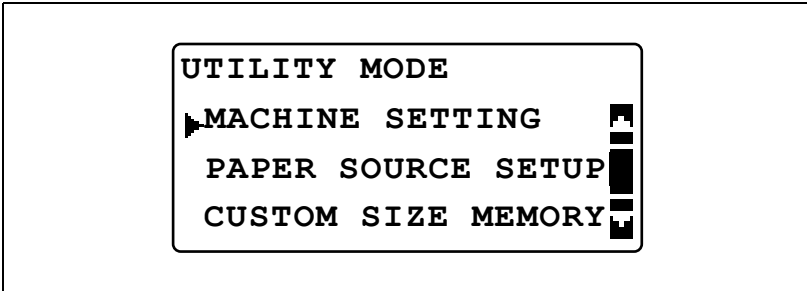 UTILITY MODE
MACHINE SETTING
PAPER SOURCE SETUP
CUSTOM SIZE MEMORY